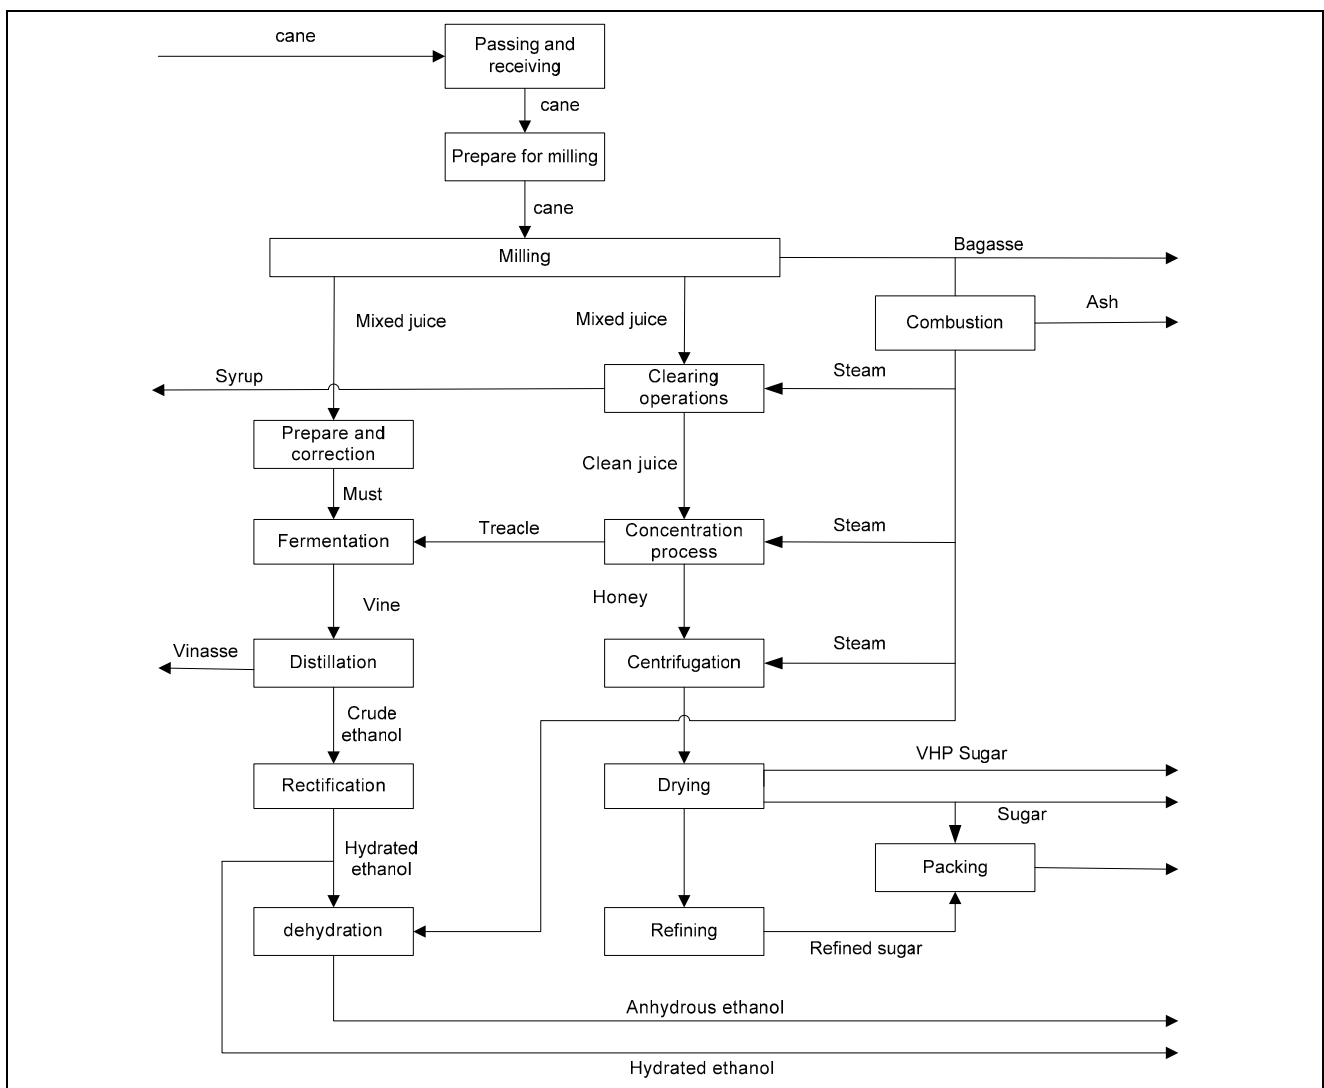 cane
Passing and
receiving
cane
Prepare for milling
cane
Milling
Bagasse
Mixed juice
Mixed juice
Combustion
Ash
Syrup
Clearing
operations
Steam
Prepare and
correction
Clean juice
Must
Fermentation
Treacle
Concentration
process
Steam
Vine
Honey
Vinasse
Distillation
Centrifugation
Steam
Crude
ethanol
Rectification
Drying
VHP Sugar
Sugar
Hydrated
ethanol
Packing
dehydration
Refining
Refined sugar
Anhydrous ethanol
Hydrated ethanol